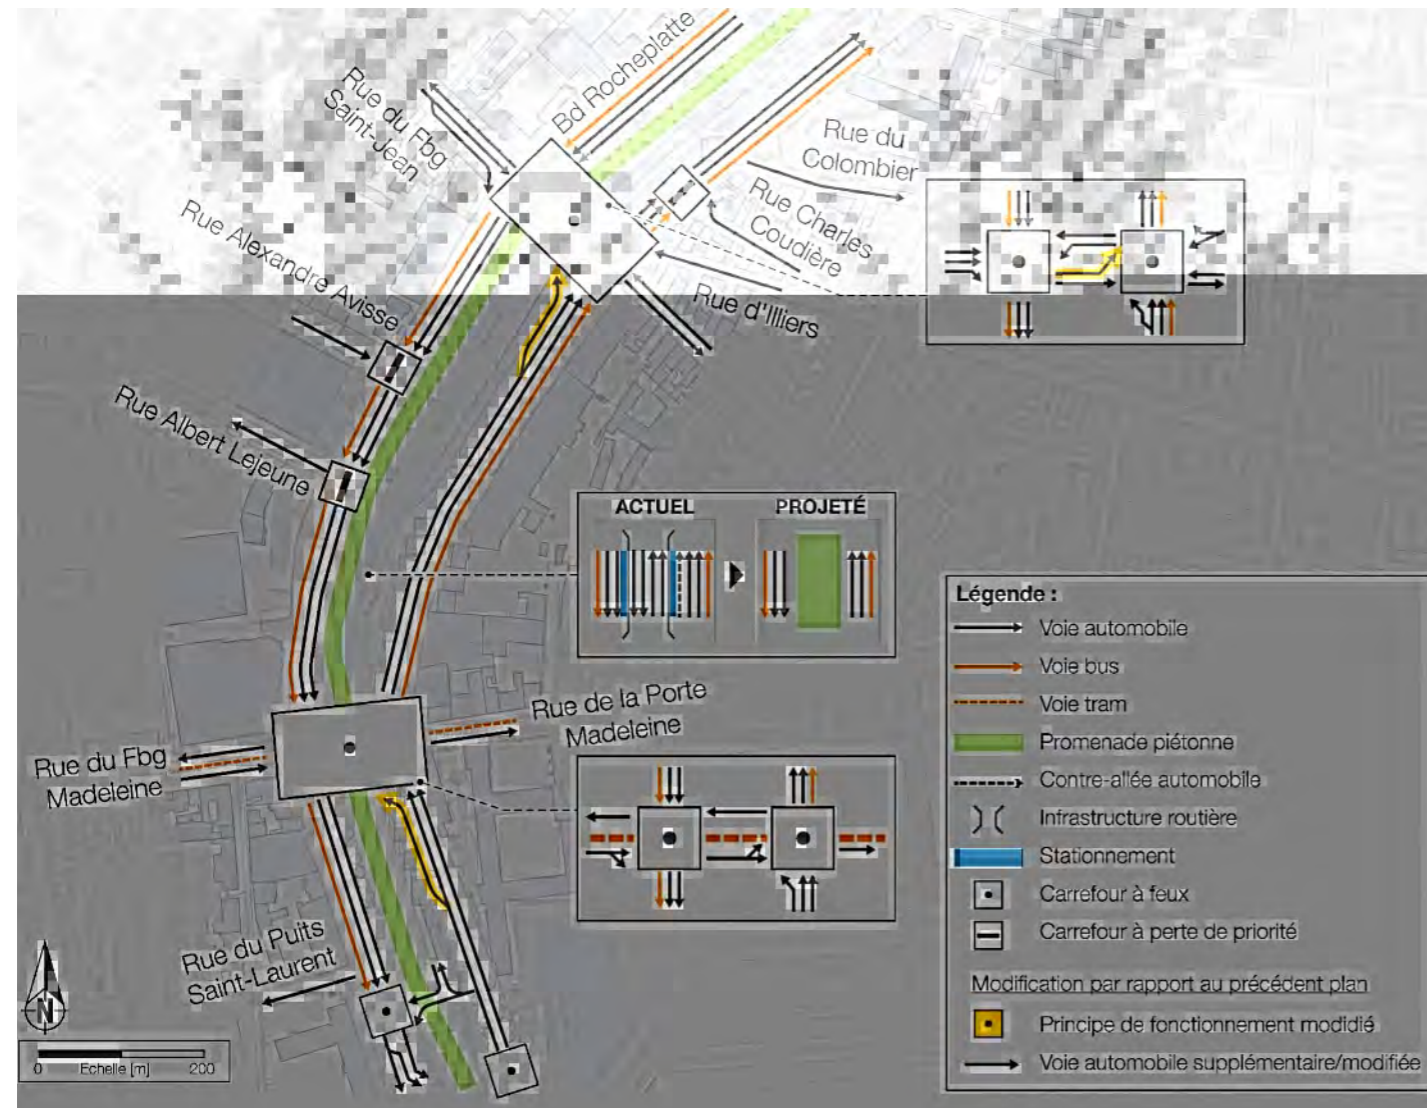 Bd Rocheplatte
Rue du Fbg
Saint-Jean
Rue du
Colombier
Rue Charles
Coudière
Rue Alexandre Avisse
Rue d'Illiers
Rue Albert Lejeune
ACTUEL
PROJETÉ
Rue de la Porte
Madeleine
Rue du Fbg
Madeleine
Rue du Puits
Saint-Laurent
N
0 Echelle [m] 200
Légende :
Voie automobile
Voie bus
Voie tram
Promenade piétonne
Contre-allée automobile
Infrastructure routière
Stationnement
Carrefour à feux
Carrefour à perte de priorité
Modification par rapport au précédent plan
Principe de fonctionnement modidié
Voie automobile supplémentaire/modifiée